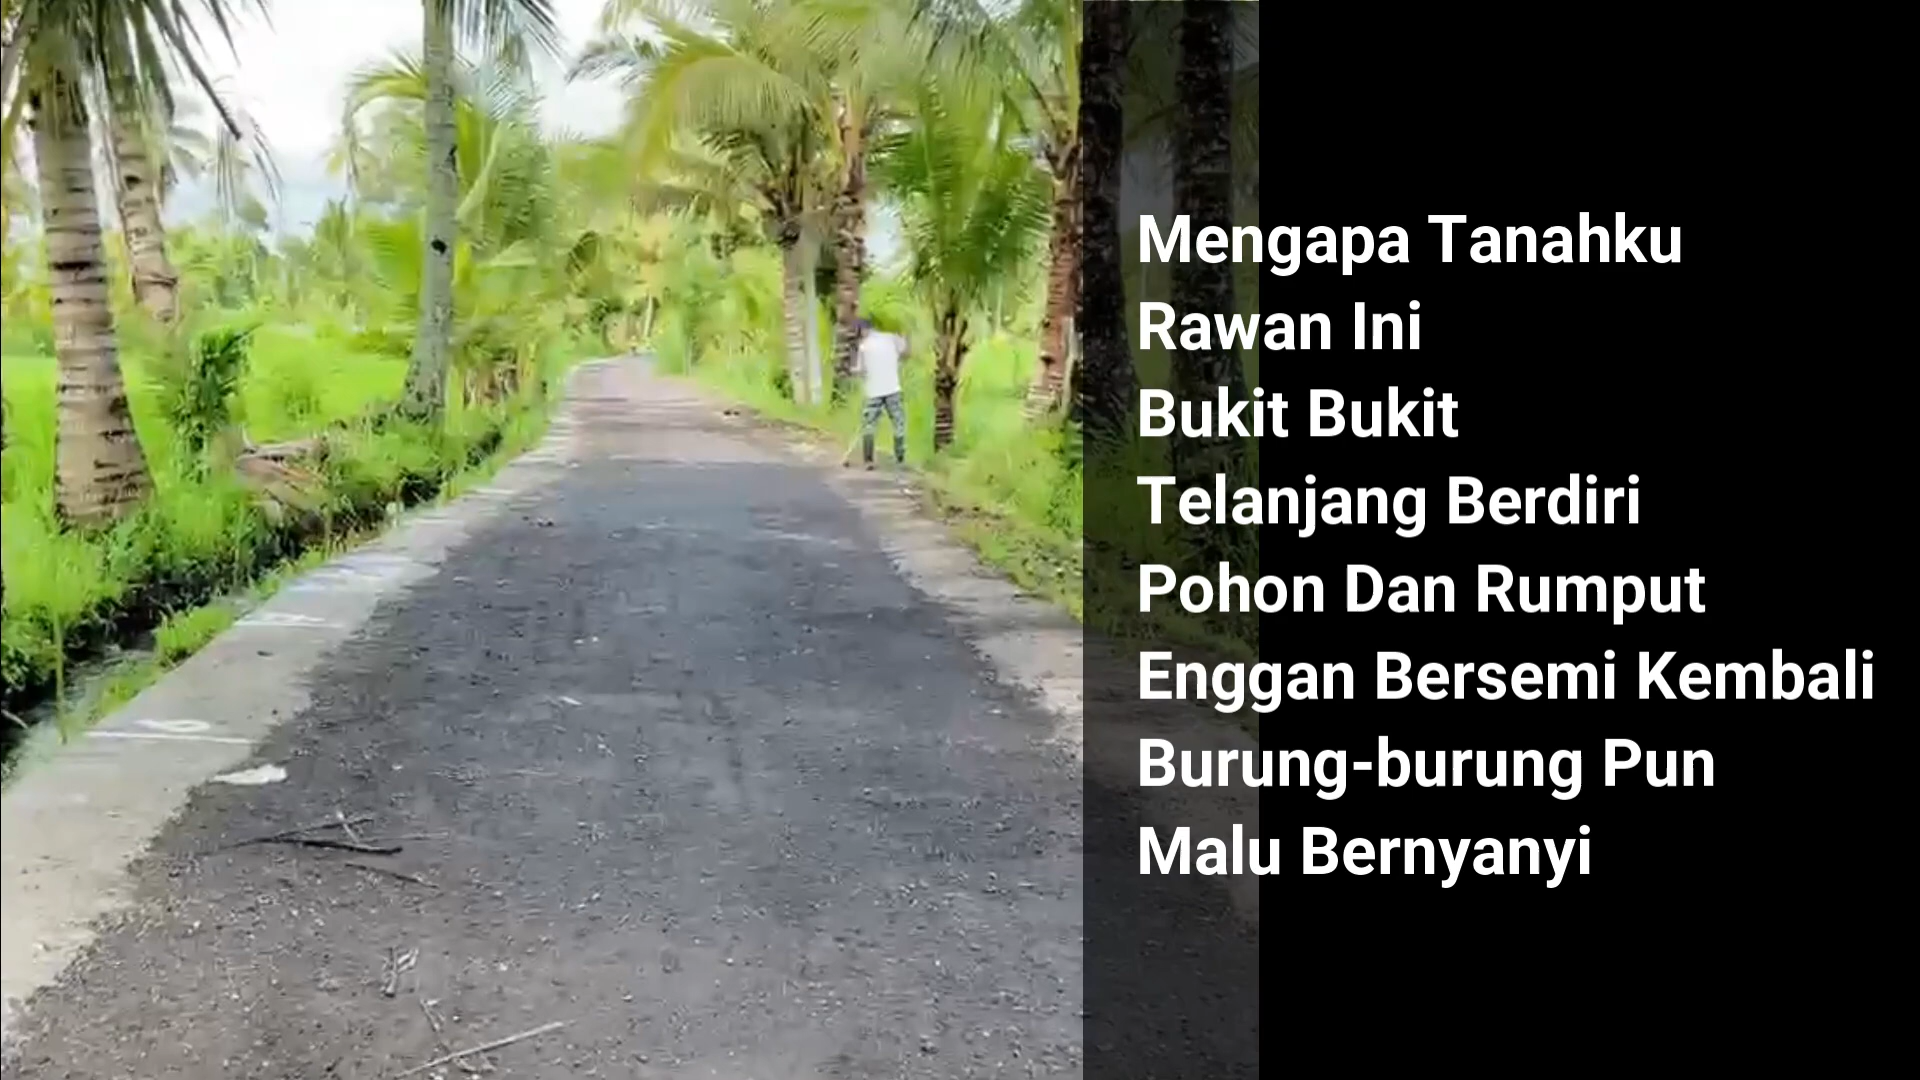 Mengapa Tanahku
Rawan Ini
Bukit Bukit
Telanjang Berdiri
Pohon Dan Rumput
Enggan Bersemi Kembali
Burung-burung Pun
Malu Bernyanyi